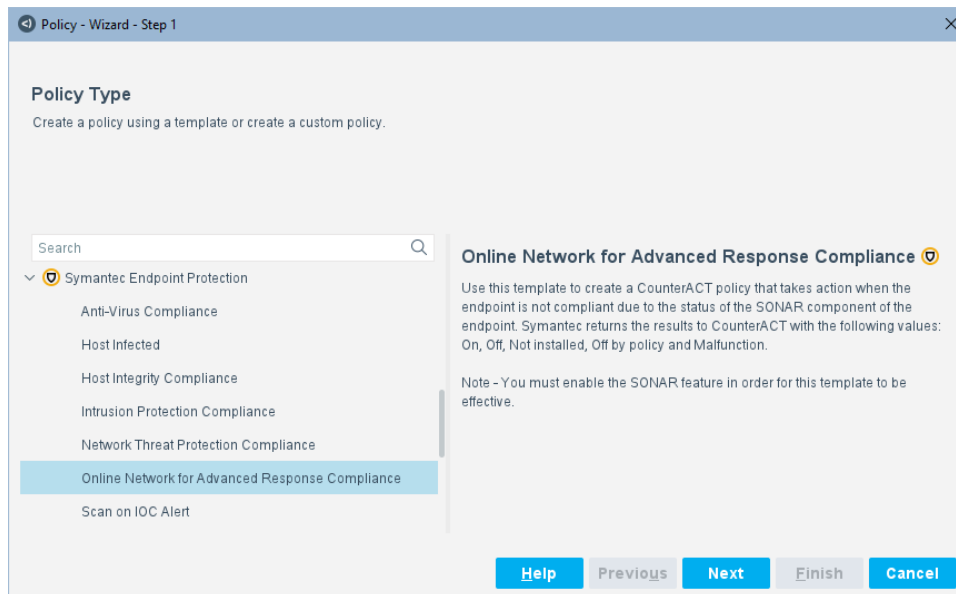 Policy - Wizard - Step 1
Policy Type
Create a policy using a template or create a custom policy.
Search
Symantec Endpoint Protection
Anti-Virus Compliance
Host Infected
Host Integrity Compliance
Intrusion Protection Compliance
Network Threat Protection Compliance
Online Network for Advanced Response Compliance
Scan on IOC Alert
Online Network for Advanced Response Compliance
Use this template to create a CounterACT policy that takes action when the
endpoint is not compliant due to the status of the SONAR component of the
endpoint. Symantec returns the results to CounterACT with the following values:
On, Off, Not installed, Off by policy and Malfunction.
Note - You must enable the SONAR feature in order for this template to be
effective.
Help
Previous
Next
Finish
Cancel